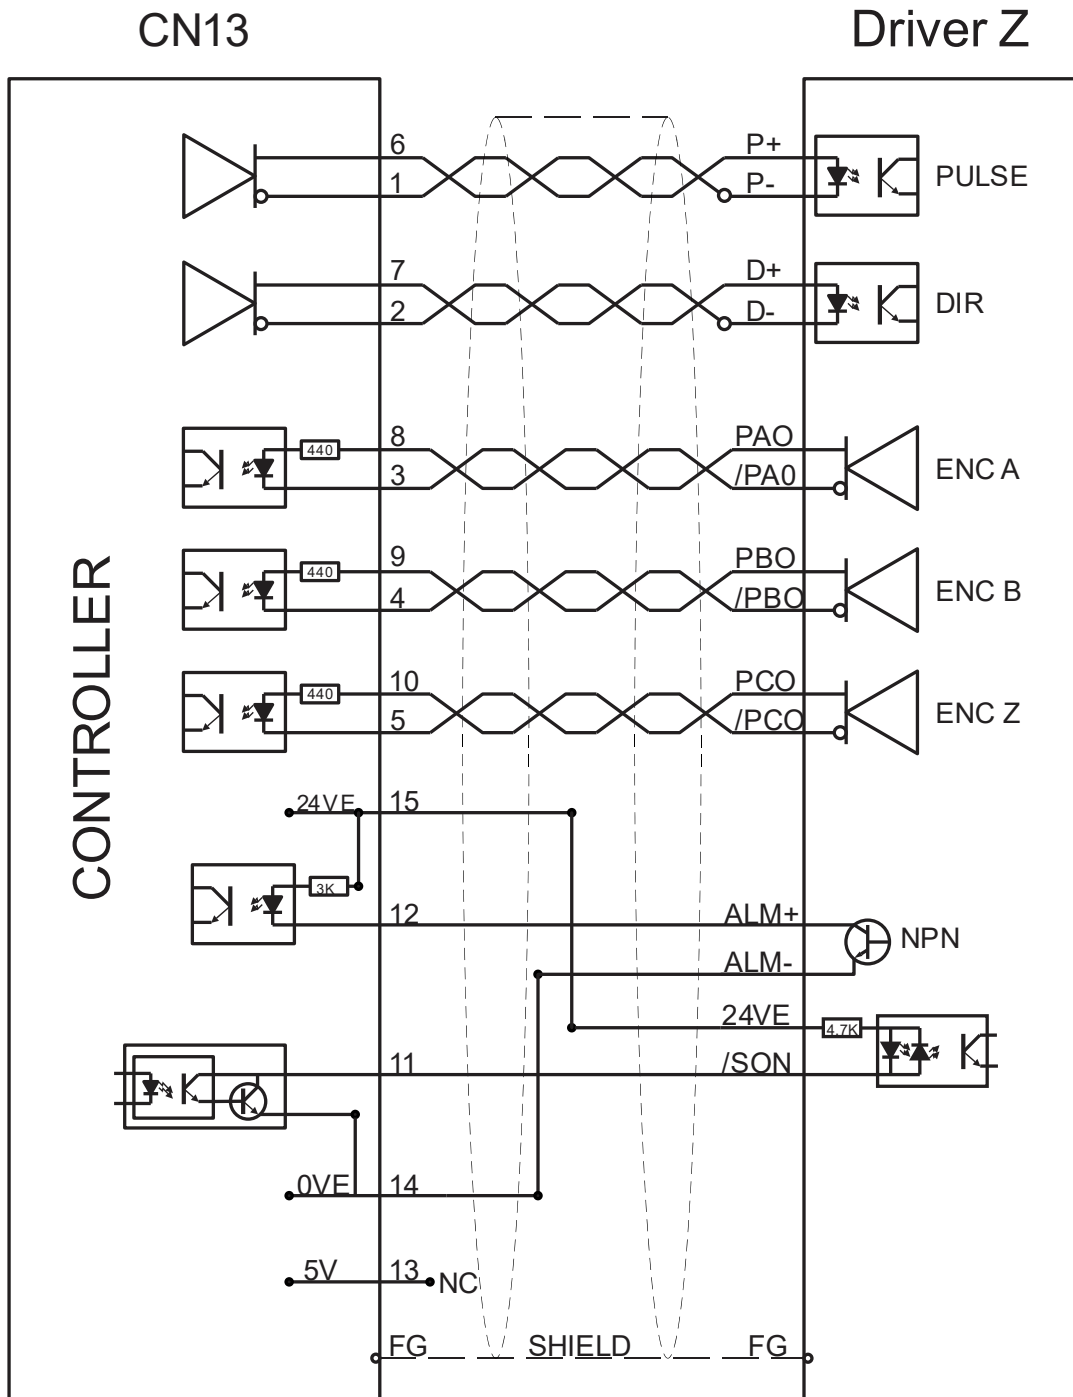 CN13 Driver Z
6 P+
1 P- PULSE
7 D+
2 D- DIR
440 8 PAO
3 /PA0 ENC A
440 9 PBO
4 /PBO ENC B
440 10 PCO
5 /PCO ENC Z
CONTROLLER
24VE 15
3K
12 ALM+ NPN
ALM-
24VE 4.7K
11 /SON
0VE 14
5V 13 NC
FG SHIELD FG